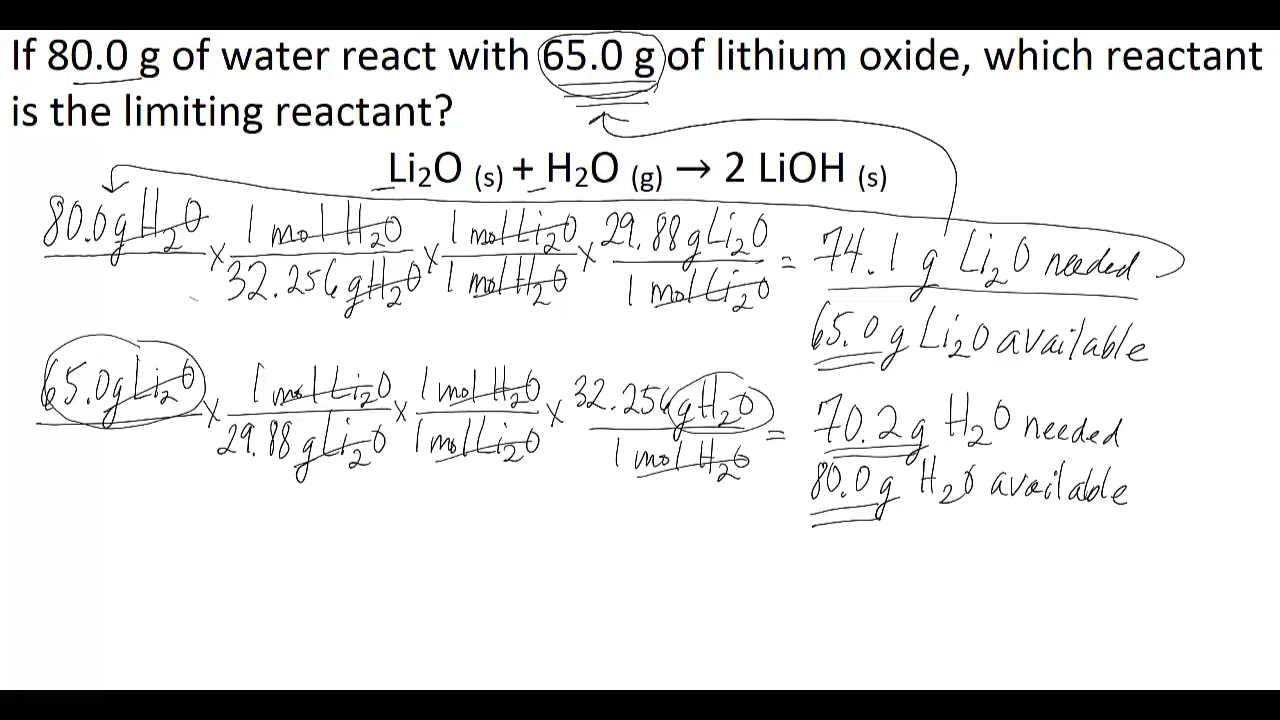 If 80.0 g of water react with 65.0 g of lithium oxide, which reactant
is the limiting reactant?
Li₂O (s) + H₂O (g) → 2 LiOH (s)
80.0g H₂O × 1 mol H₂O / 32.256 g H₂O × 1 mol Li₂O / 1 mol H₂O × 29.88 g Li₂O / 1 mol Li₂O = 74.1 g Li₂O needed
65.0 g Li₂O available
65.0g Li₂O × 1 mol Li₂O / 29.88 g Li₂O × 1 mol H₂O / 1 mol Li₂O × 32.256 g H₂O / 1 mol H₂O = 70.2 g H₂O needed
80.0 g H₂O available